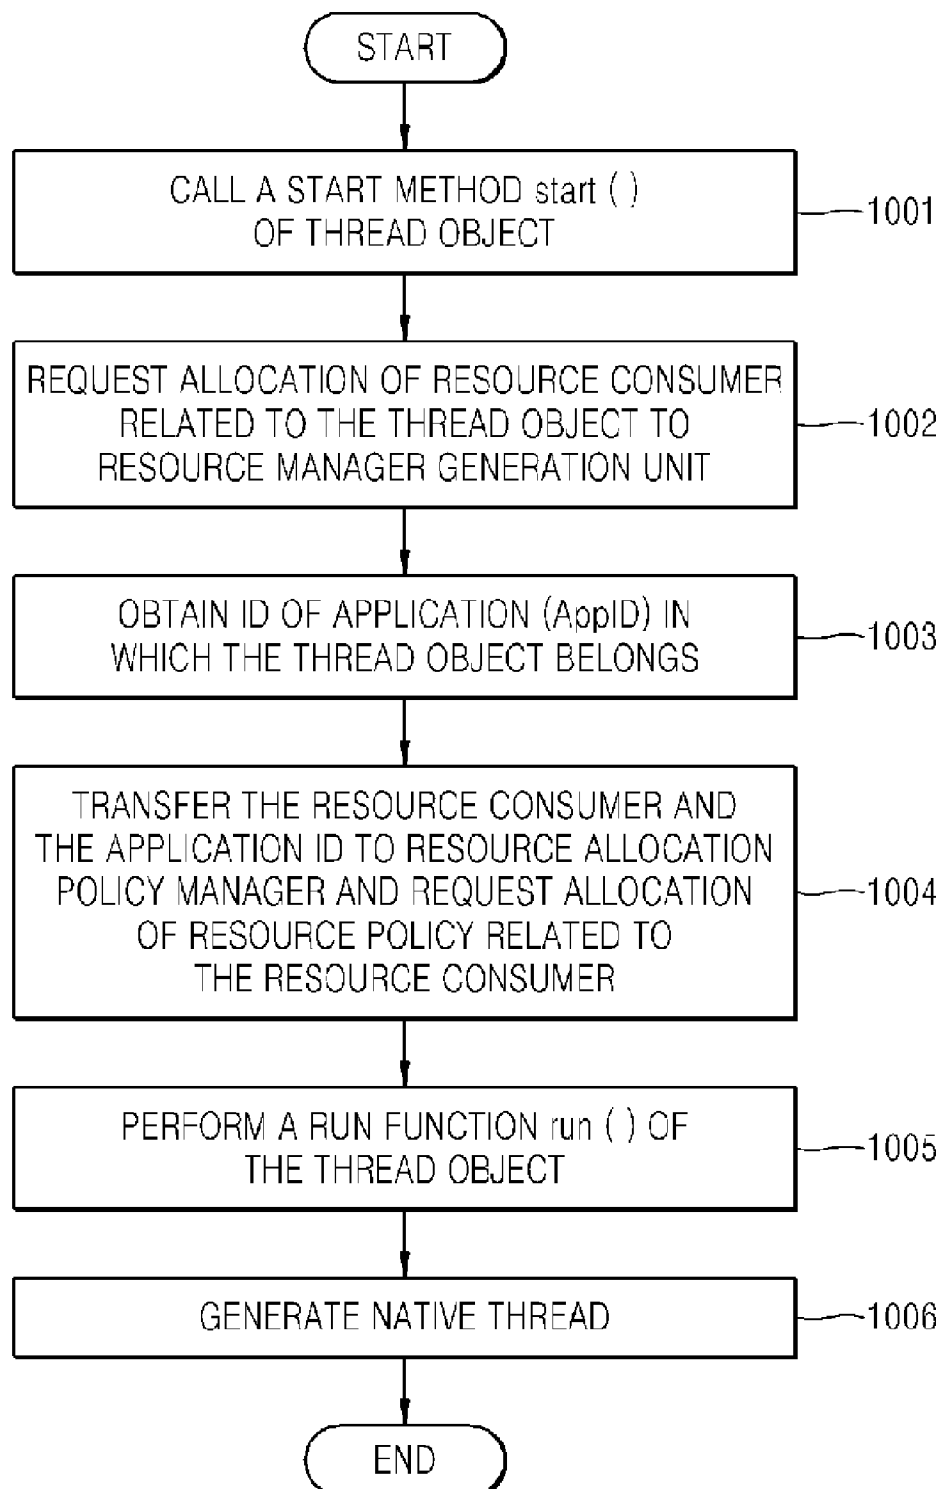 START
CALL A START METHOD start ( )
OF THREAD OBJECT
1001
REQUEST ALLOCATION OF RESOURCE CONSUMER
RELATED TO THE THREAD OBJECT TO
RESOURCE MANAGER GENERATION UNIT
1002
OBTAIN ID OF APPLICATION (AppID) IN
WHICH THE THREAD OBJECT BELONGS
1003
TRANSFER THE RESOURCE CONSUMER AND
THE APPLICATION ID TO RESOURCE ALLOCATION
POLICY MANAGER AND REQUEST ALLOCATION
OF RESOURCE POLICY RELATED TO
THE RESOURCE CONSUMER
1004
PERFORM A RUN FUNCTION run ( ) OF
THE THREAD OBJECT
1005
GENERATE NATIVE THREAD
1006
END